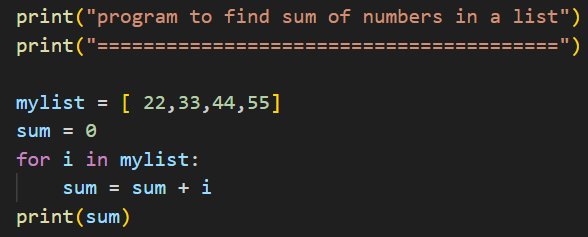 print("program to find sum of numbers in a list")
print("========================================")
mylist = [ 22,33,44,55]
sum = 0
for i in mylist:
    sum = sum + i
print(sum)